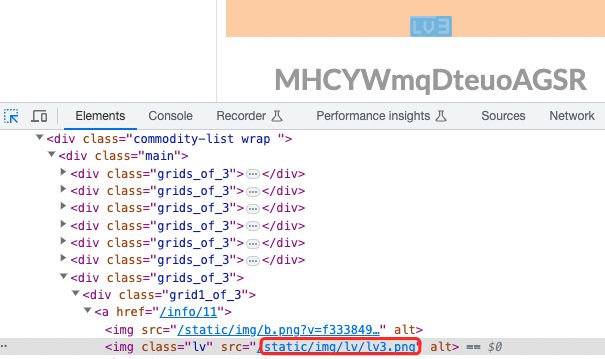 LV3
MHCYWmqDteuoAGSR
Elements Console Recorder Performance insights Sources Network
▼<div class="commodity-list wrap ">
▼<div class="main">
▶<div class="grids_of_3">⋯</div>
▶<div class="grids_of_3">⋯</div>
▶<div class="grids_of_3">⋯</div>
▶<div class="grids_of_3">⋯</div>
▶<div class="grids_of_3">⋯</div>
▶<div class="grids_of_3">⋯</div>
▼<div class="grids_of_3">
▼<div class="grid1_of_3">
▼<a href="/info/11">
<img src="/static/img/b.png?v=f333849…" alt>
⋯ <img class="lv" src="/static/img/lv/lv3.png" alt> == $0